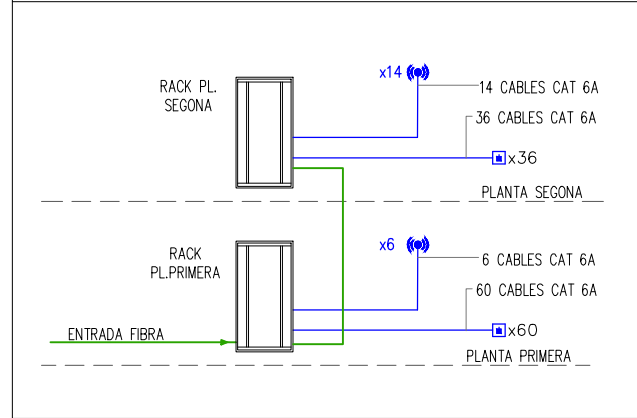 RACK PL.
SEGONA
x14
14 CABLES CAT 6A
36 CABLES CAT 6A
x36
PLANTA SEGONA
RACK
PL.PRIMERA
x6
6 CABLES CAT 6A
60 CABLES CAT 6A
ENTRADA FIBRA
x60
PLANTA PRIMERA